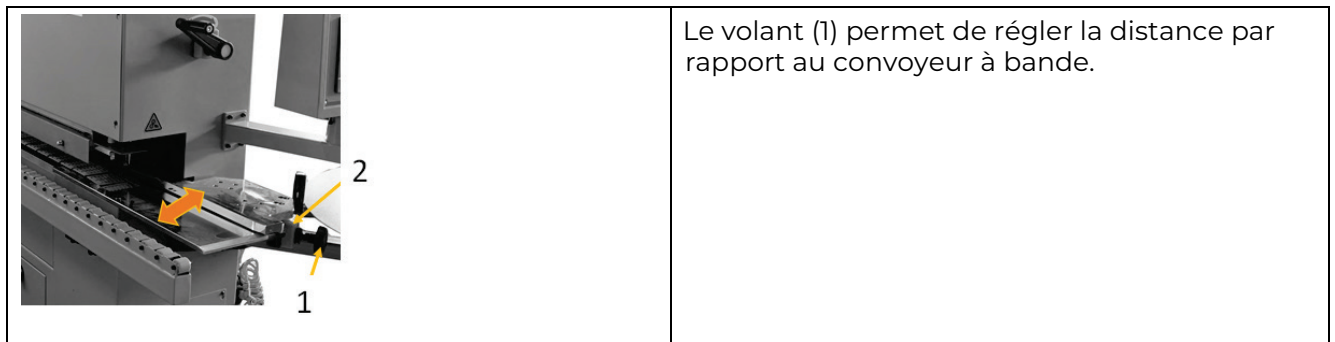 Le volant (1) permet de régler la distance par
rapport au convoyeur à bande.
2
1